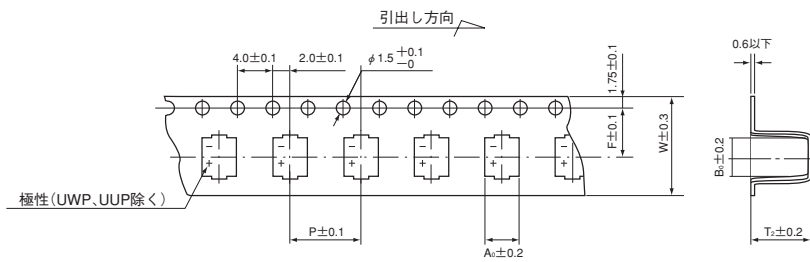 引出し方向
4.0±0.1
2.0±0.1
φ1.5 +0.1 −0
1.75±0.1
0.6以下
F±0.1
W±0.3
B₀±0.2
− − − − − −
+ + + + + +
極性(UWP、UUP除く)
P±0.1
A₀±0.2
T₂±0.2